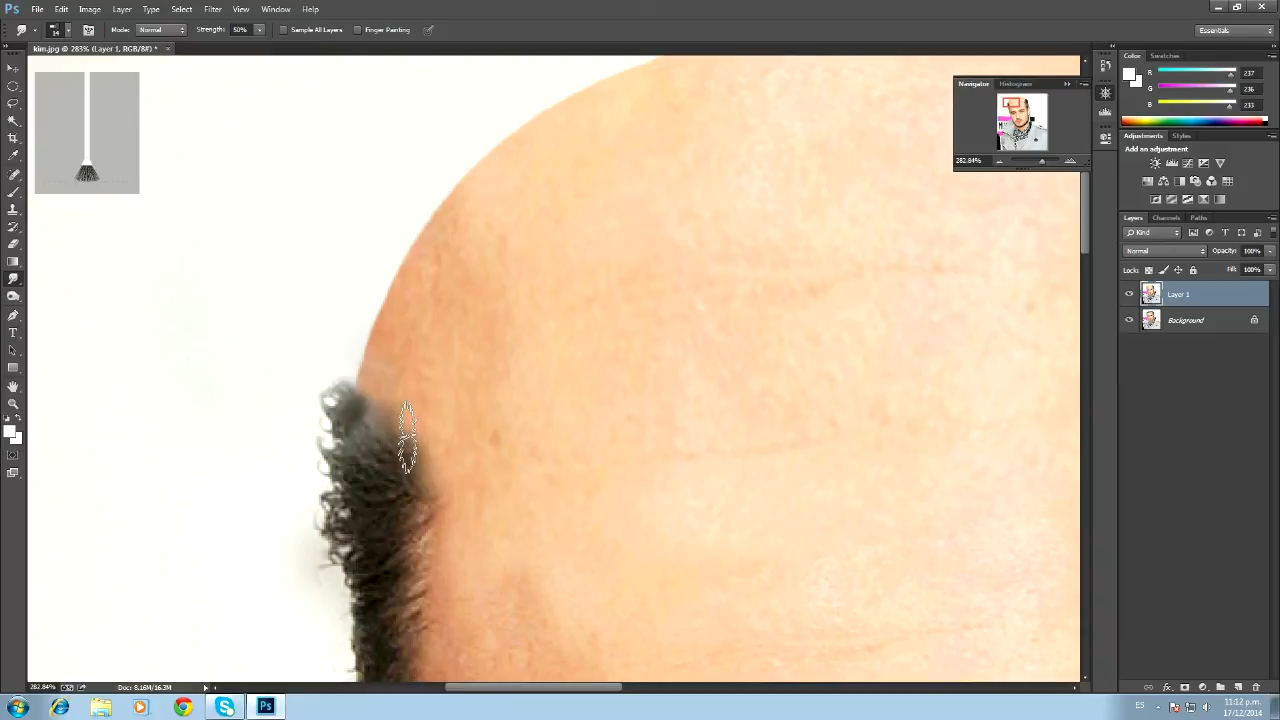 Ps File Edit Image Layer Type Select Filter View Window Help
14 Mode: Normal Strength: 50% Sample All Layers Finger Painting Essentials
kim.jpg @ 283% (Layer 1, RGB/8#) * ×
Color Swatches
R 237
G 236
B 233
Navigator Histogram
282.84%
Adjustments Styles
Add an adjustment
Layers Channels Paths
Kind
Normal Opacity: 100%
Locks: Fill: 100%
Layer 1
Background
282.84% Doc: 8.16M/16.3M
ES 11:12 p.m.
17/12/2014